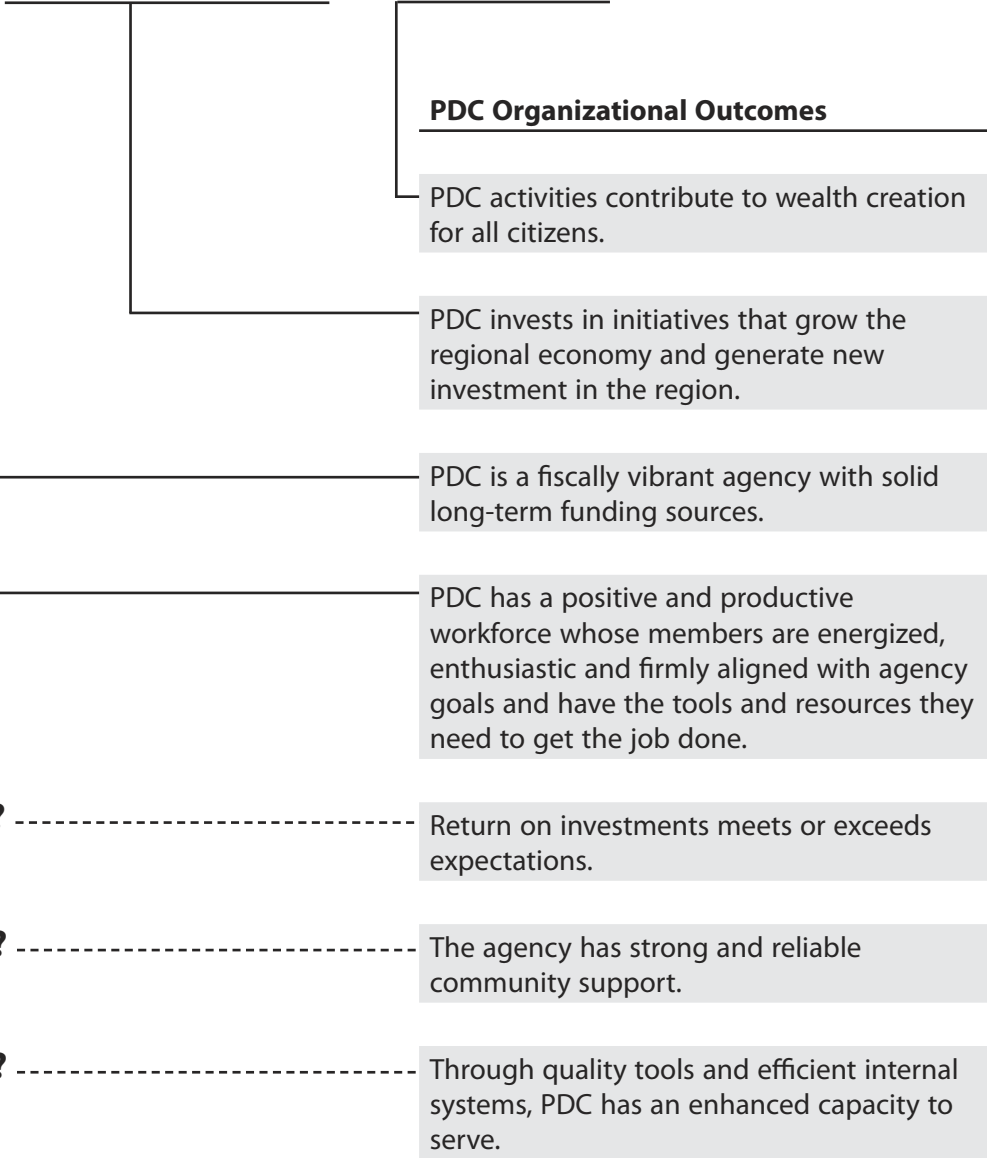 PDC Organizational Outcomes
PDC activities contribute to wealth creation
for all citizens.
PDC invests in initiatives that grow the
regional economy and generate new
investment in the region.
PDC is a fiscally vibrant agency with solid
long-term funding sources.
PDC has a positive and productive
workforce whose members are energized,
enthusiastic and firmly aligned with agency
goals and have the tools and resources they
need to get the job done.
? Return on investments meets or exceeds
expectations.
? The agency has strong and reliable
community support.
? Through quality tools and efficient internal
systems, PDC has an enhanced capacity to
serve.